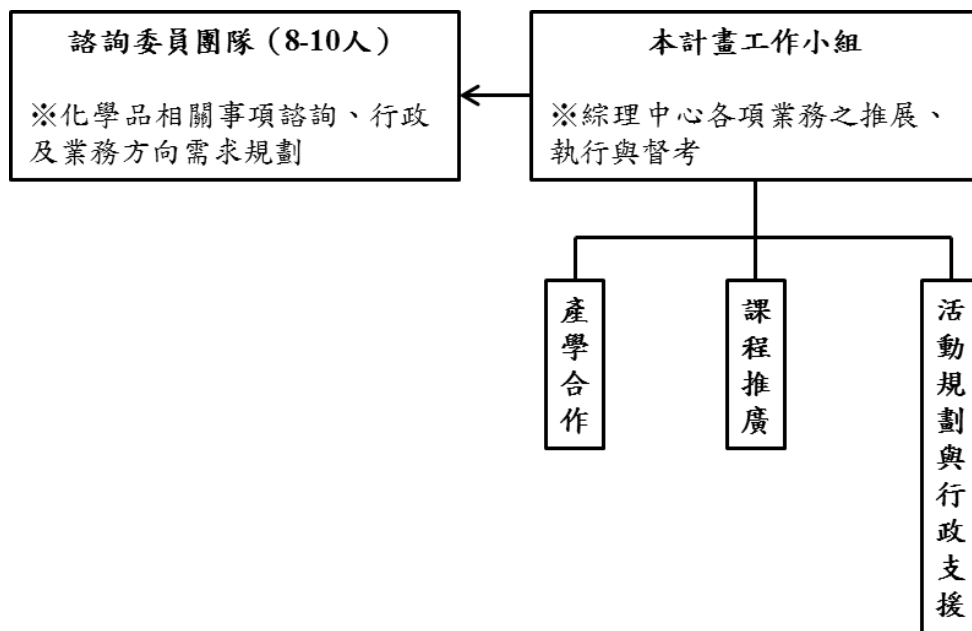 諮詢委員團隊（8-10人）
※化學品相關事項諮詢、行政
及業務方向需求規劃
本計畫工作小組
※綜理中心各項業務之推展、
執行與督考
產學合作
課程推廣
活動規劃與行政支援